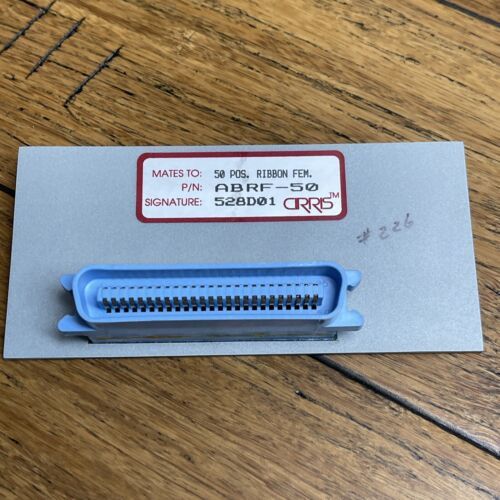 MATES TO: 50 POS. RIBBON FEM.
P/N: ABRF-50
SIGNATURE: 528D01 CIRRIS™
#226